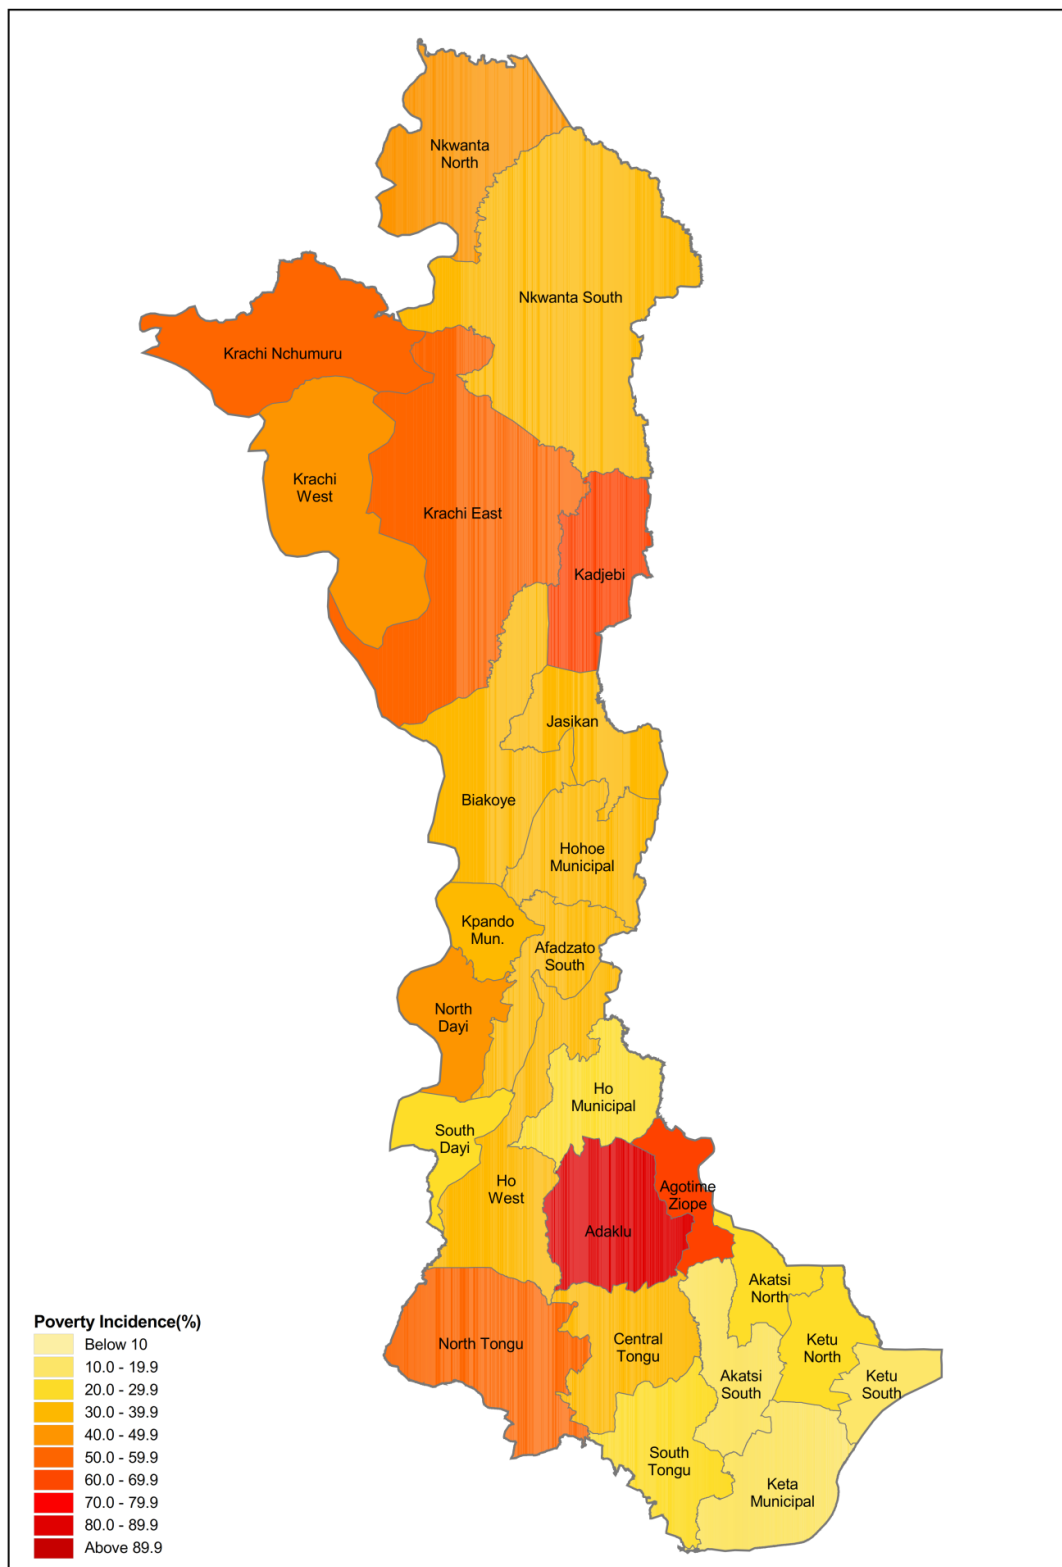 Nkwanta
North
Nkwanta South
Krachi Nchumuru
Krachi
West
Krachi East
Kadjebi
Jasikan
Biakoye
Hohoe
Municipal
Kpando
Mun.
Afadzato
South
North
Dayi
Ho
Municipal
South
Dayi
Ho
West
Agotime
Ziope
Adaklu
Akatsi
North
North Tongu
Central
Tongu
Ketu
North
Akatsi
South
Ketu
South
South
Tongu
Keta
Municipal
Poverty Incidence(%)
Below 10
10.0 - 19.9
20.0 - 29.9
30.0 - 39.9
40.0 - 49.9
50.0 - 59.9
60.0 - 69.9
70.0 - 79.9
80.0 - 89.9
Above 89.9